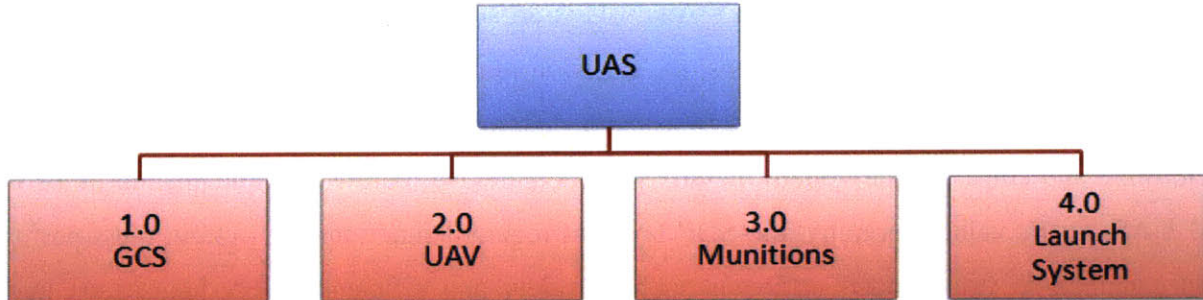 UAS
1.0
GCS
2.0
UAV
3.0
Munitions
4.0
Launch
System